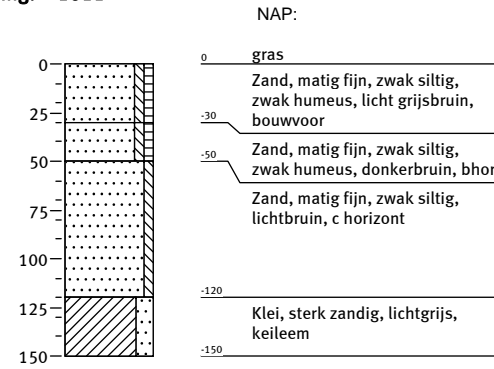 NAP:
0
0
gras
Zand, matig fijn, zwak siltig,
zwak humeus, licht grijsbruin,
bouwvoor
25
-30
Zand, matig fijn, zwak siltig,
zwak humeus, donkerbruin,
50
-50
Zand, matig fijn, zwak siltig,
lichtbruin, c horizont
75
100
-120
125
Klei, sterk zandig, lichtgrijs,
keileem
150
-150